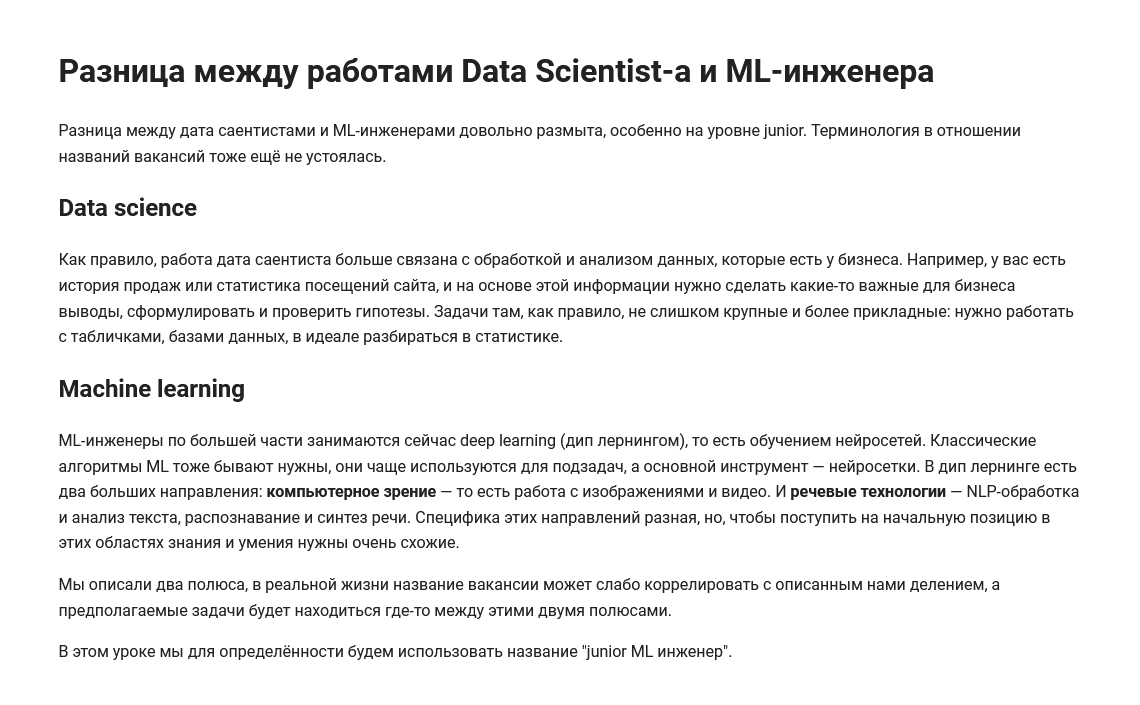 Разница между работами Data Scientist-а и ML-инженера
Разница между дата саентистами и ML-инженерами довольно размыта, особенно на уровне junior. Терминология в отношении
названий вакансий тоже ещё не устоялась.
Data science
Как правило, работа дата саентиста больше связана с обработкой и анализом данных, которые есть у бизнеса. Например, у вас есть
история продаж или статистика посещений сайта, и на основе этой информации нужно сделать какие-то важные для бизнеса
выводы, сформулировать и проверить гипотезы. Задачи там, как правило, не слишком крупные и более прикладные: нужно работать
с табличками, базами данных, в идеале разбираться в статистике.
Machine learning
ML-инженеры по большей части занимаются сейчас deep learning (дип лернингом), то есть обучением нейросетей. Классические
алгоритмы ML тоже бывают нужны, они чаще используются для подзадач, а основной инструмент — нейросетки. В дип лернинге есть
два больших направления: компьютерное зрение — то есть работа с изображениями и видео. И речевые технологии — NLP-обработка
и анализ текста, распознавание и синтез речи. Специфика этих направлений разная, но, чтобы поступить на начальную позицию в
этих областях знания и умения нужны очень схожие.
Мы описали два полюса, в реальной жизни название вакансии может слабо коррелировать с описанным нами делением, а
предполагаемые задачи будет находиться где-то между этими двумя полюсами.
В этом уроке мы для определённости будем использовать название "junior ML инженер".